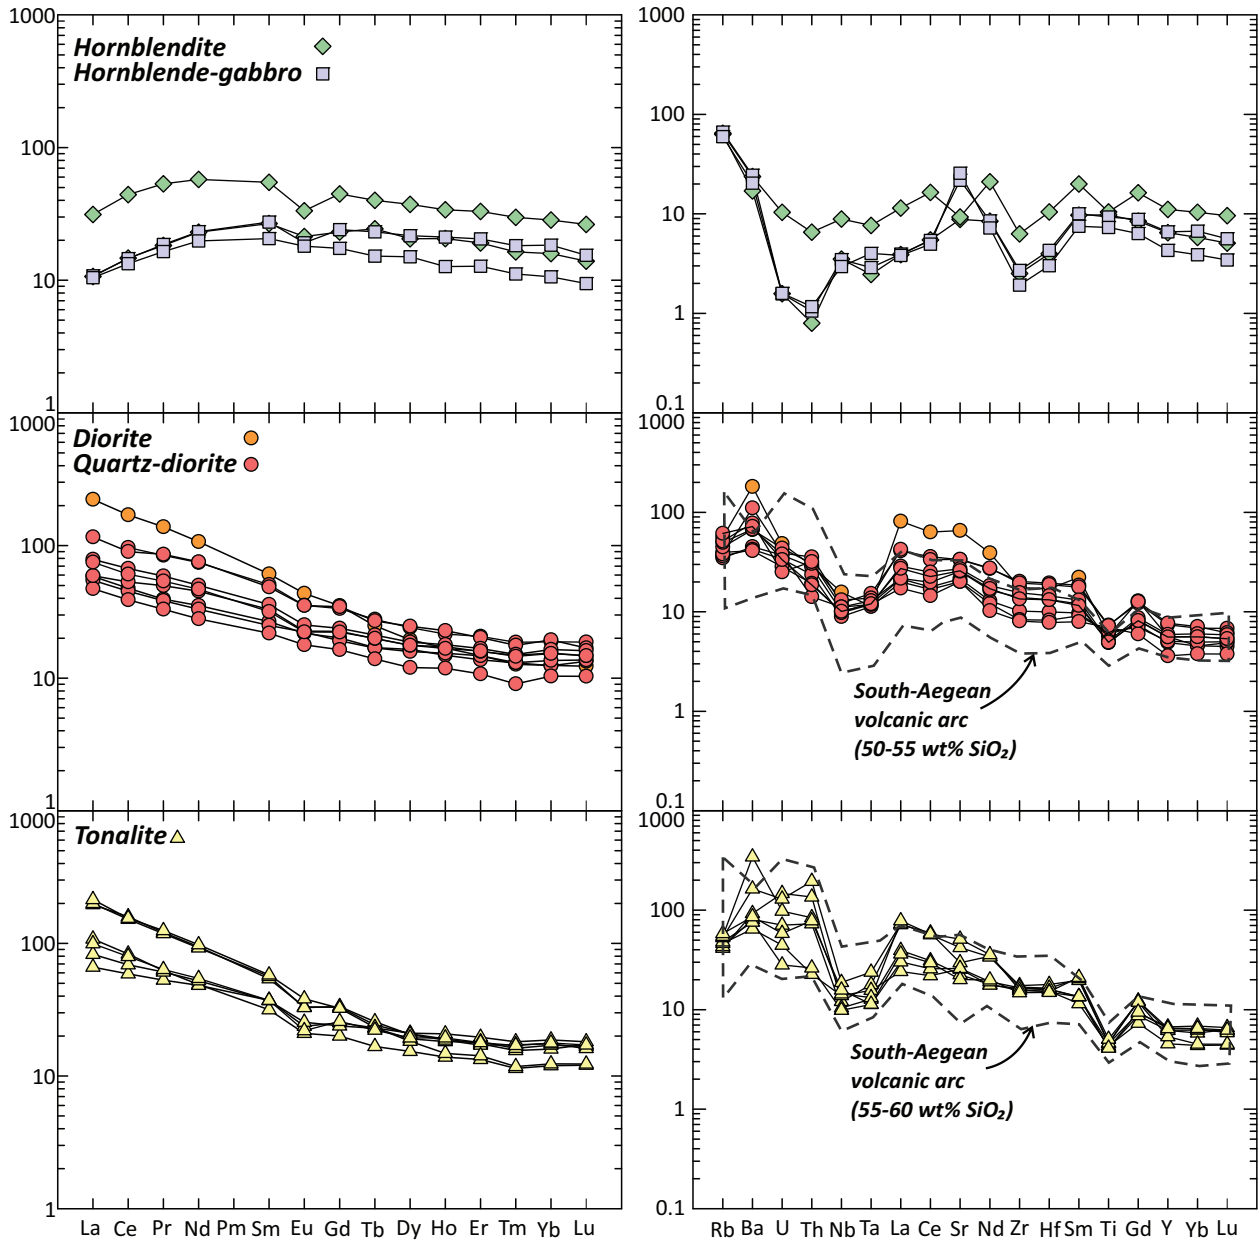 1000
100
10
1
Hornblendite
Hornblende-gabbro
1000
100
10
1
0.1
1000
100
10
1
Diorite
Quartz-diorite
1000
100
10
1
0.1
South-Aegean
volcanic arc
(50-55 wt% SiO₂)
1000
100
10
1
Tonalite
La Ce Pr Nd Pm Sm Eu Gd Tb Dy Ho Er Tm Yb Lu
1000
100
10
1
0.1
South-Aegean
volcanic arc
(55-60 wt% SiO₂)
Rb Ba U Th Nb Ta La Ce Sr Nd Zr Hf Sm Ti Gd Y Yb Lu